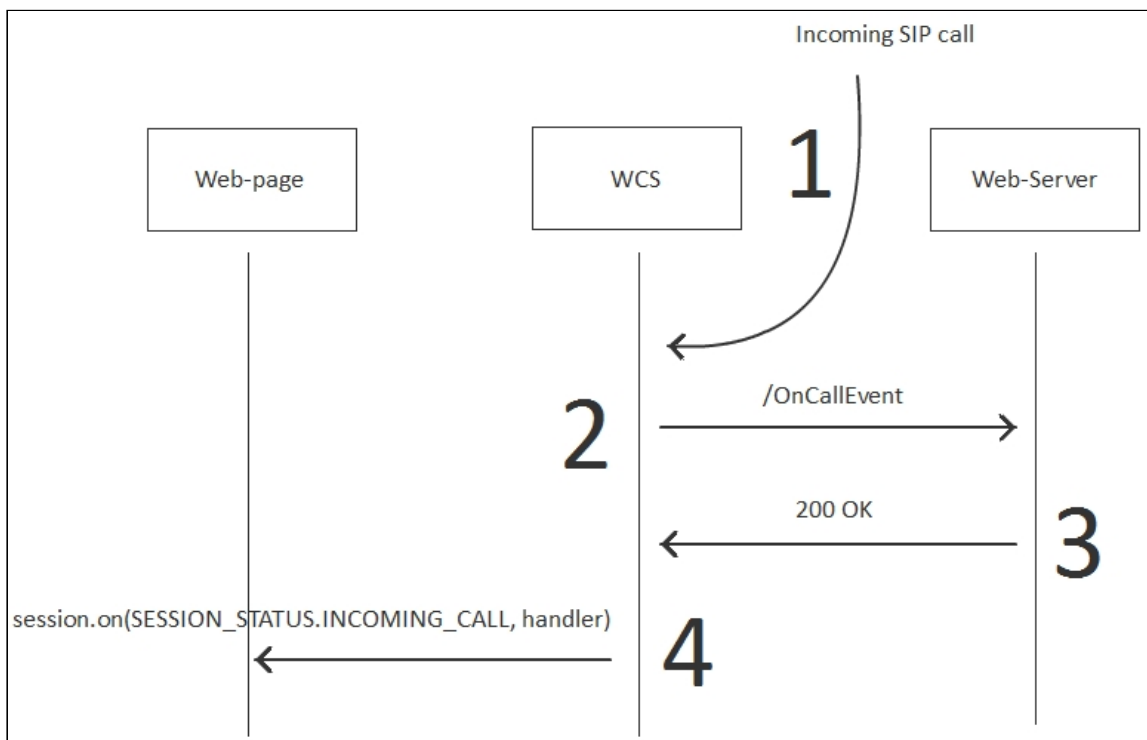 Incoming SIP call
Web-page
WCS
1
Web-Server
/OnCallEvent
2
200 OK
3
session.on(SESSION_STATUS.INCOMING_CALL, handler)
4